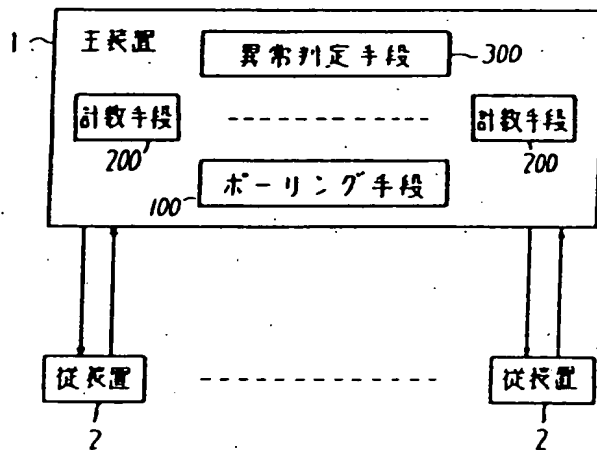 1 主装置
異常判定手段 300
計数手段 計数手段
200 200
100 ポーリング手段
従装置 従装置
2 2